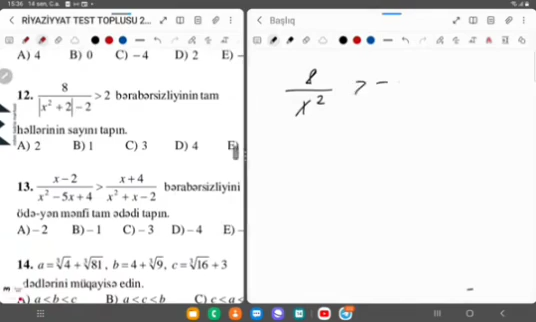 15:36 14 sen, C.a.
< RİYAZİYYAT TEST TOPLUSU 2...
A) 4 B) 0 C) −4 D) 2 E) −
12. 8/(|x² + 2| − 2) > 2 bərabərsizliyinin tam
həllərinin sayını tapın.
A) 2 B) 1 C) 3 D) 4 E)
13. (x − 2)/(x² − 5x + 4) > (x + 4)/(x² + x − 2) bərabərsizliyini
ödə-yən mənfi tam ədədi tapın.
A) − 2 B) − 1 C) − 3 D) − 4 E) −
14. a = ∛4 + ∛81, b = 4 + ∛9, c = ∛16 + 3
ədədlərini müqayisə edin.
A) a < b < c B) a < c < b C) c < a <
< Başlıq
8/x² > −